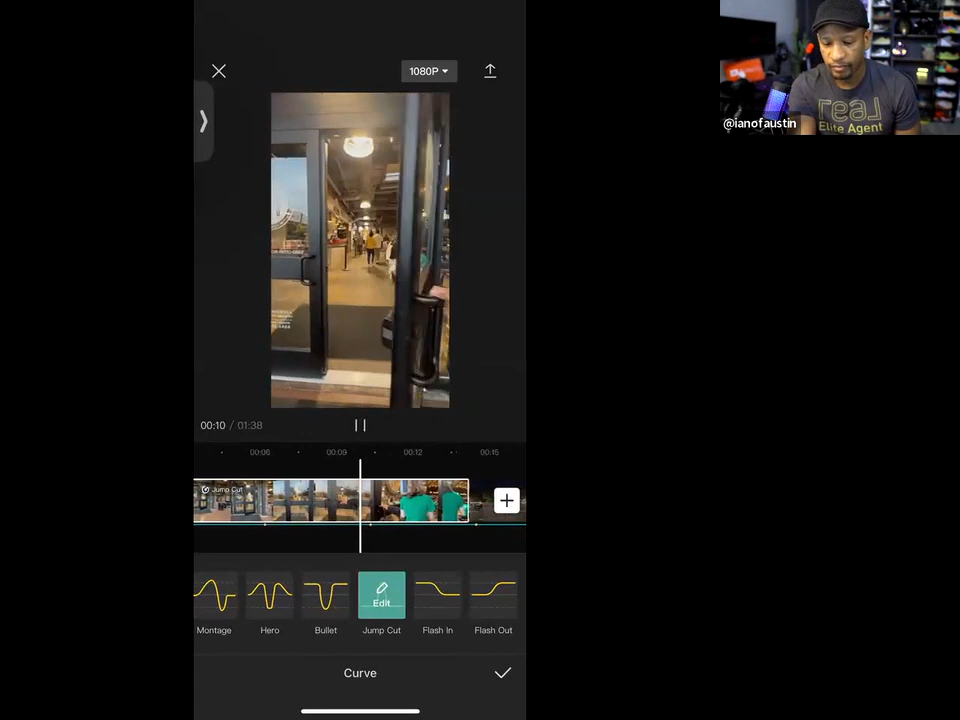 1080P
@ianofaustin
real
Elite Agent
00:10 / 01:38
00:06
00:09
00:12
00:15
Jump Cut
Edit
Montage
Hero
Bullet
Jump Cut
Flash In
Flash Out
Curve